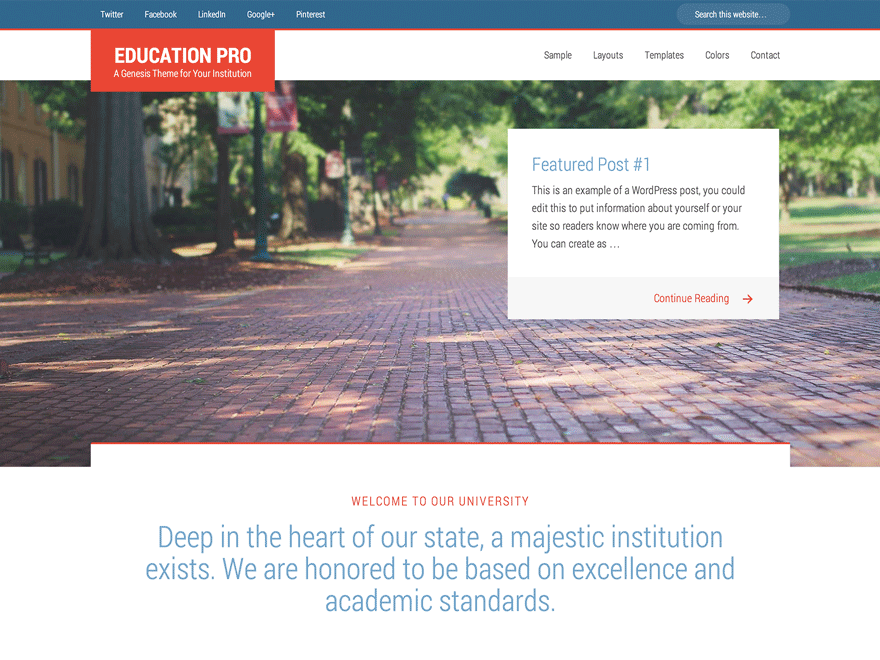 Twitter Facebook LinkedIn Google+ Pinterest Search this website…
EDUCATION PRO
A Genesis Theme for Your Institution
Sample Layouts Templates Colors Contact
Featured Post #1
This is an example of a WordPress post, you could
edit this to put information about yourself or your
site so readers know where you are coming from.
You can create as …
Continue Reading →
WELCOME TO OUR UNIVERSITY
Deep in the heart of our state, a majestic institution
exists. We are honored to be based on excellence and
academic standards.